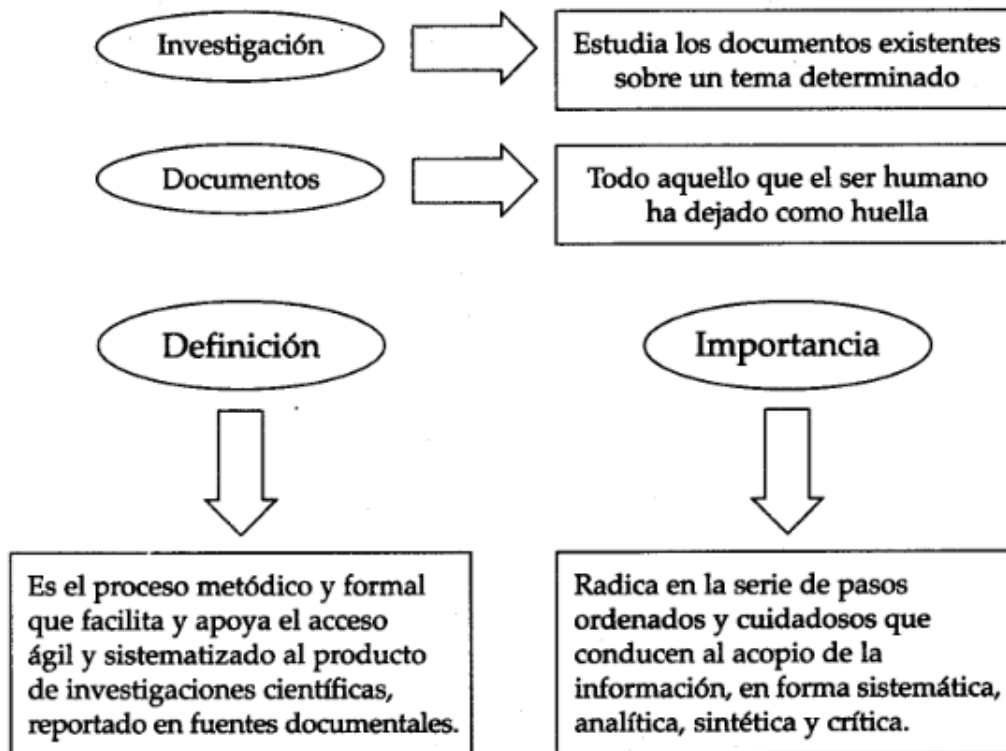 Investigación
Estudia los documentos existentes
sobre un tema determinado
Documentos
Todo aquello que el ser humano
ha dejado como huella
Definición
Importancia
Es el proceso metódico y formal
que facilita y apoya el acceso
ágil y sistematizado al producto
de investigaciones científicas,
reportado en fuentes documentales.
Radica en la serie de pasos
ordenados y cuidadosos que
conducen al acopio de la
información, en forma sistemática,
analítica, sintética y crítica.